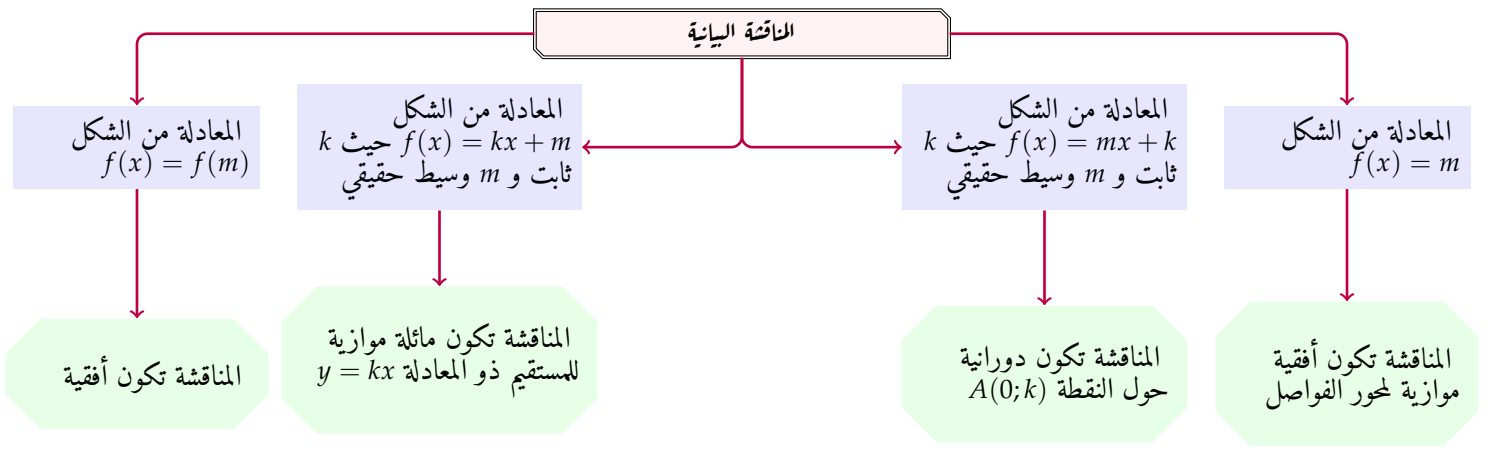 المناقشة البيانية
المعادلة من الشكل
f(x) = m
المعادلة من الشكل
f(x) = mx + k حيث k
ثابت و m وسيط حقيقي
المعادلة من الشكل
f(x) = kx + m حيث k
ثابت و m وسيط حقيقي
المعادلة من الشكل
f(x) = f(m)
المناقشة تكون أفقية
موازية لمحور الفواصل
المناقشة تكون دورانية
حول النقطة A(0;k)
المناقشة تكون مائلة موازية
للمستقيم ذو المعادلة y = kx
المناقشة تكون أفقية